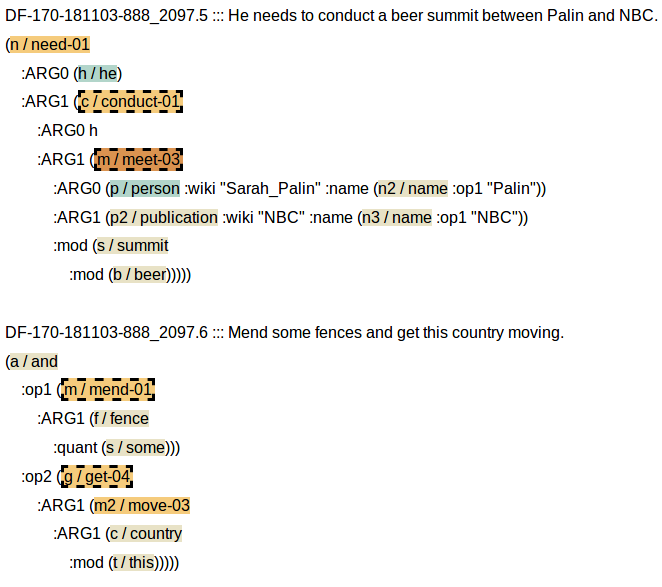 DF-170-181103-888_2097.5 ::: He needs to conduct a beer summit between Palin and NBC.
(n / need-01
:ARG0 (h / he)
:ARG1 (c / conduct-01
:ARG0 h
:ARG1 (m / meet-03
:ARG0 (p / person :wiki "Sarah_Palin" :name (n2 / name :op1 "Palin"))
:ARG1 (p2 / publication :wiki "NBC" :name (n3 / name :op1 "NBC"))
:mod (s / summit
:mod (b / beer)))))
DF-170-181103-888_2097.6 ::: Mend some fences and get this country moving.
(a / and
:op1 (m / mend-01
:ARG1 (f / fence
:quant (s / some)))
:op2 (g / get-04
:ARG1 (m2 / move-03
:ARG1 (c / country
:mod (t / this)))))